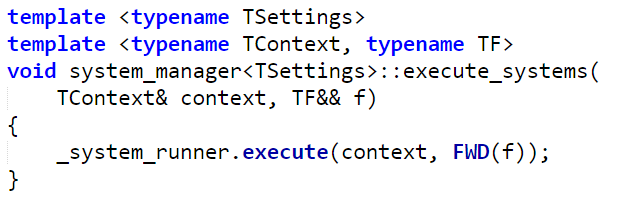 template <typename TSettings>
template <typename TContext, typename TF>
void system_manager<TSettings>::execute_systems(
    TContext& context, TF&& f)
{
    _system_runner.execute(context, FWD(f));
}